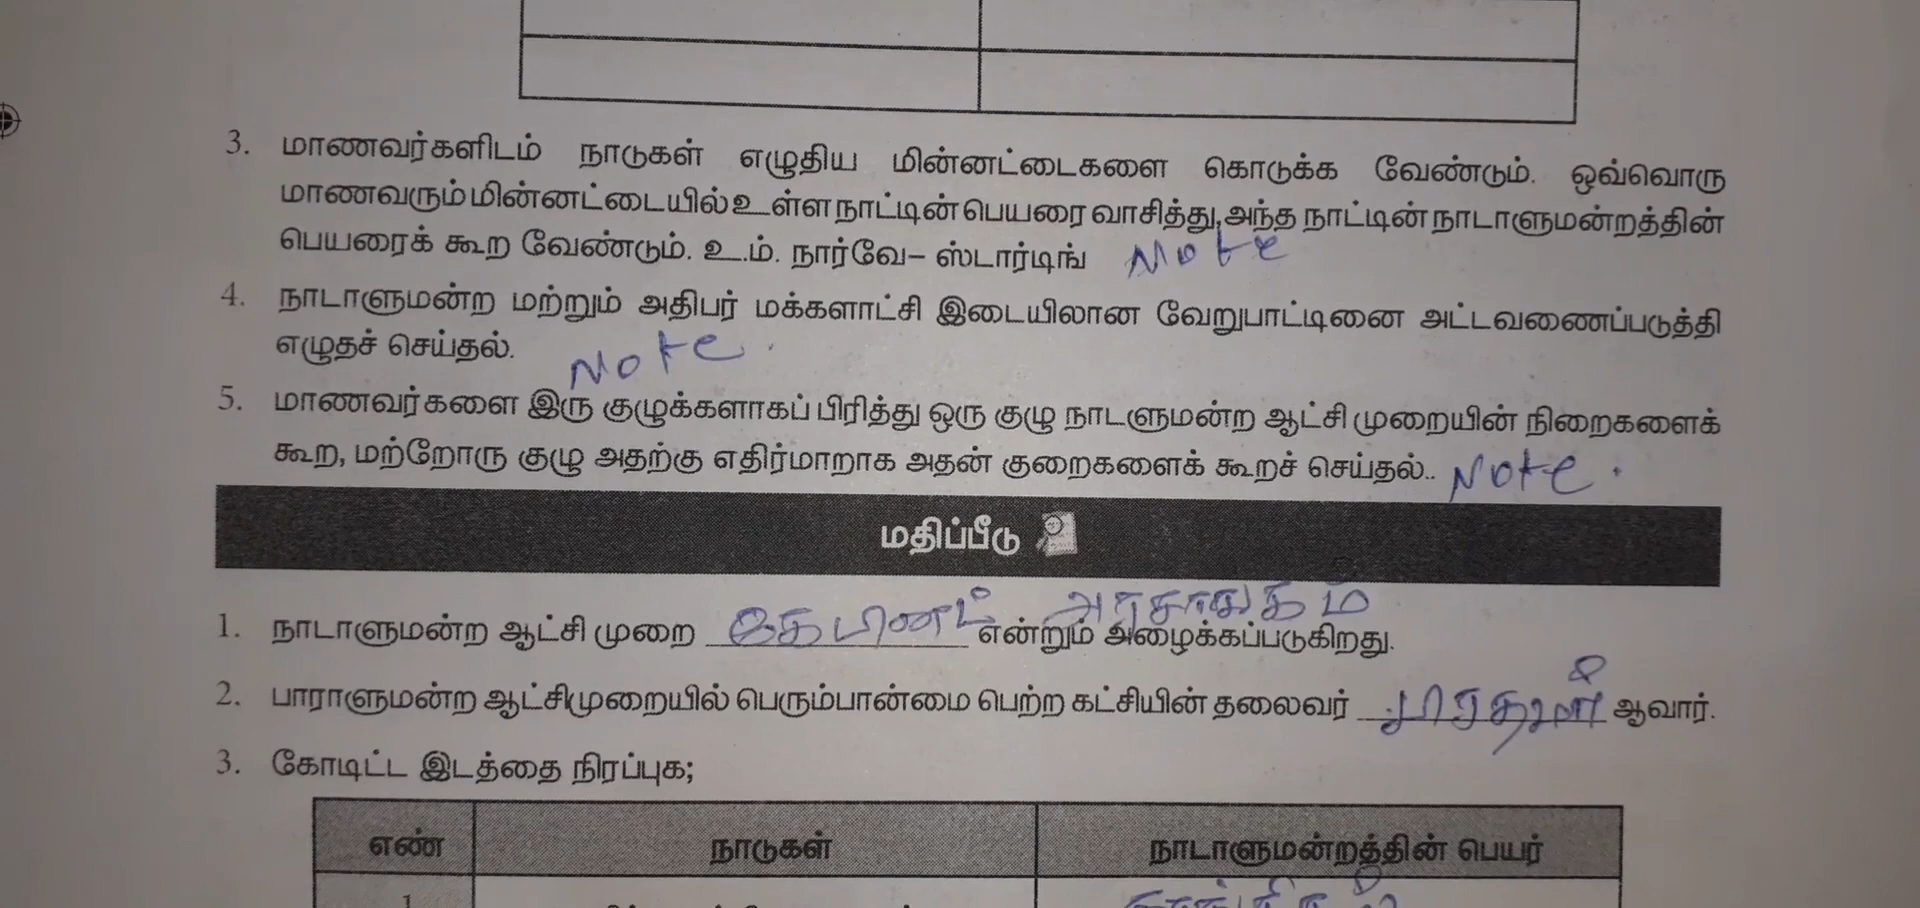 3. மாணவர்களிடம் நாடுகள் எழுதிய மின்னட்டைகளை கொடுக்க வேண்டும். ஒவ்வொரு
மாணவரும் மின்னட்டையில் உள்ள நாட்டின் பெயரை வாசித்து, அந்த நாட்டின் நாடாளுமன்றத்தின்
பெயரைக் கூற வேண்டும். உ.ம். நார்வே– ஸ்டார்டிங் Note
4. நாடாளுமன்ற மற்றும் அதிபர் மக்களாட்சி இடையிலான வேறுபாட்டினை அட்டவணைப்படுத்தி
எழுதச் செய்தல். Note.
5. மாணவர்களை இரு குழுக்களாகப் பிரித்து ஒரு குழு நாடளுமன்ற ஆட்சி முறையின் நிறைகளைக்
கூற, மற்றோரு குழு அதற்கு எதிர்மாறாக அதன் குறைகளைக் கூறச் செய்தல்.. Note.
மதிப்பீடு
1. நாடாளுமன்ற ஆட்சி முறை கேபினட் அரசாங்கம் என்றும் அழைக்கப்படுகிறது.
2. பாராளுமன்ற ஆட்சிமுறையில் பெரும்பான்மை பெற்ற கட்சியின் தலைவர் பிரதமர் ஆவார்.
3. கோடிட்ட இடத்தை நிரப்புக;
எண் நாடுகள் நாடாளுமன்றத்தின் பெயர்
1